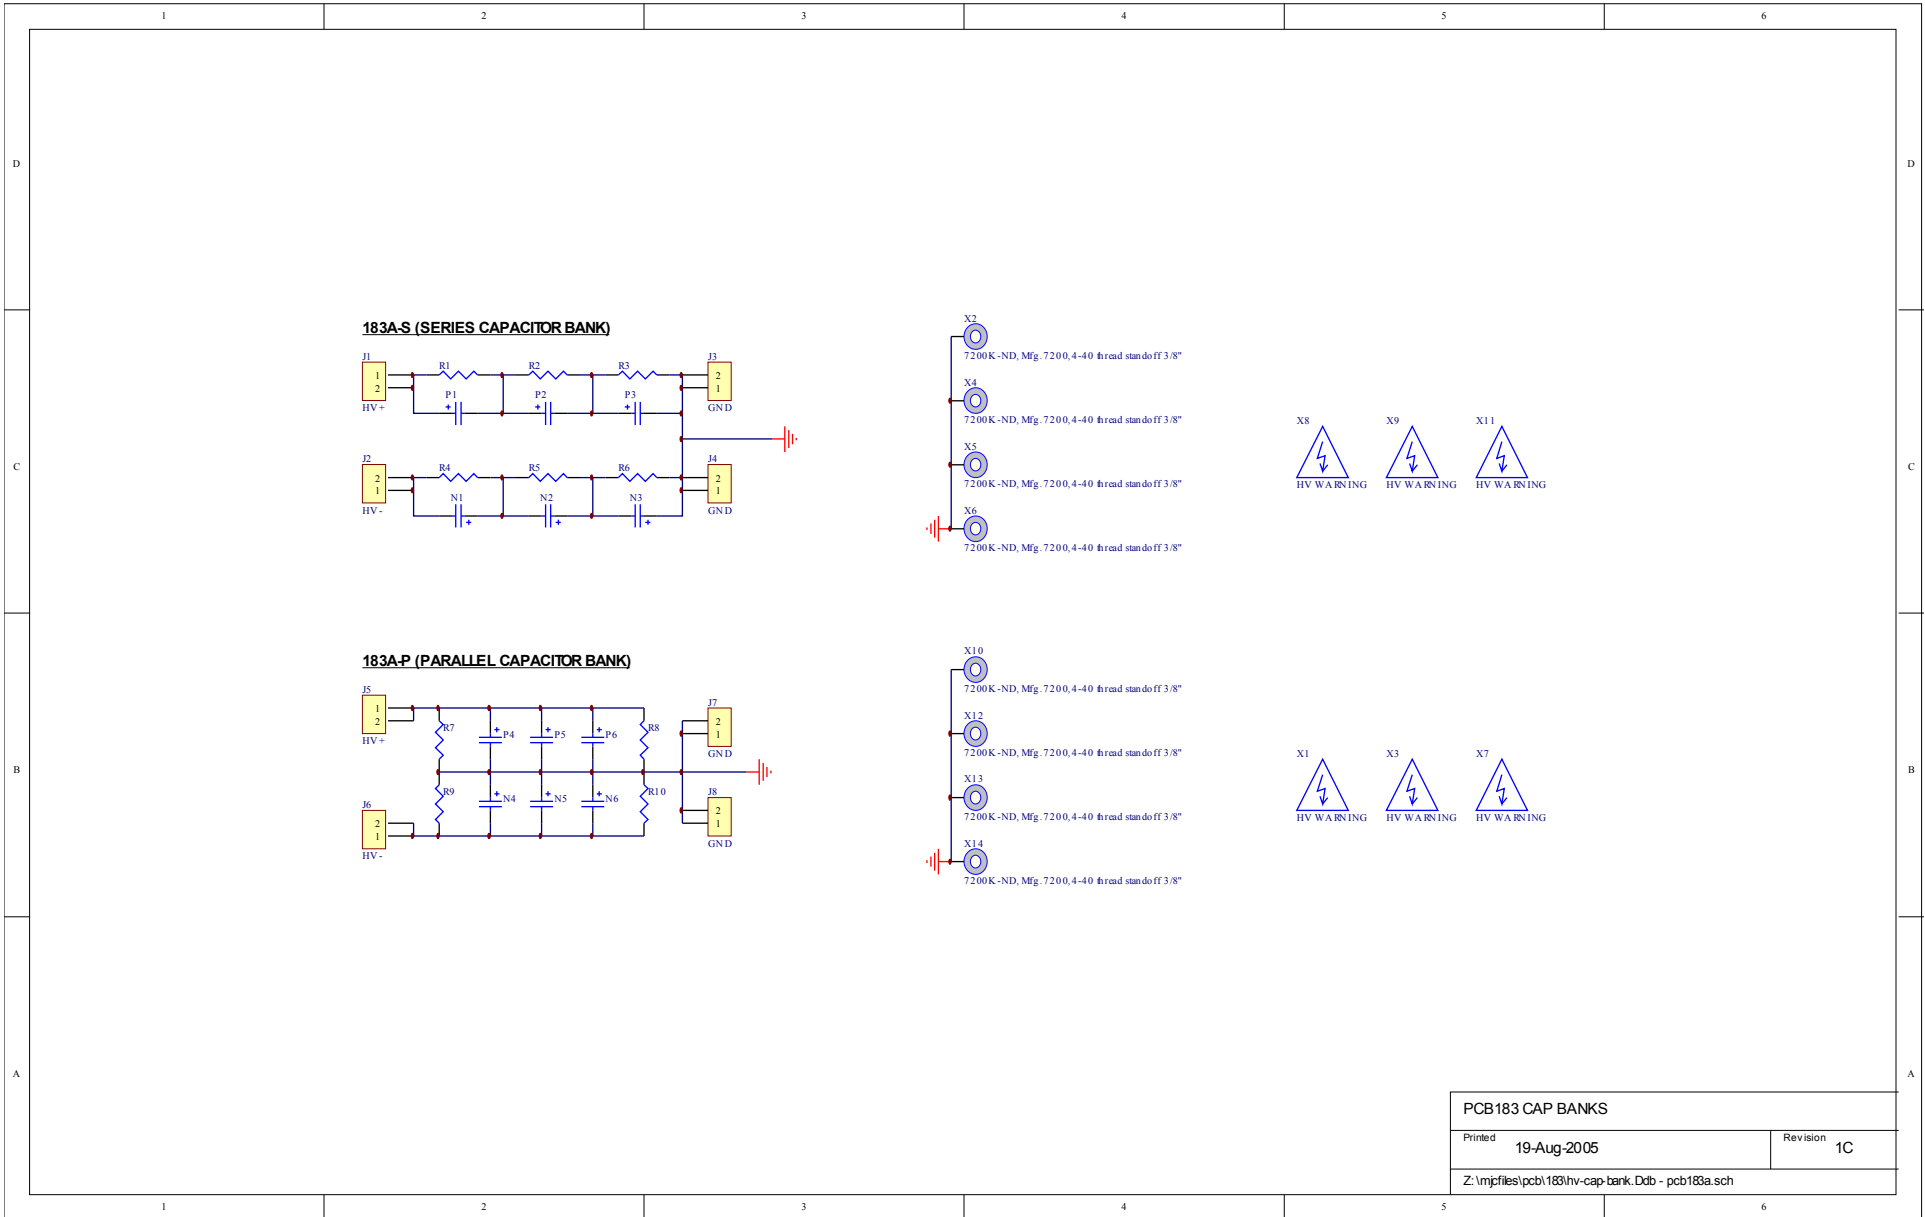 1 2 3 4 5 6
D D
183A-S (SERIES CAPACITOR BANK)
J1
1
2
HV+
R1 R2 R3
P1 P2 P3
+ + +
J3
2
1
GND
J2
2
1
HV-
R4 R5 R6
N1 N2 N3
+ + +
J4
2
1
GND
X2
7200K-ND, Mfg. 7200, 4-40 thread standoff 3/8"
X4
7200K-ND, Mfg. 7200, 4-40 thread standoff 3/8"
X5
7200K-ND, Mfg. 7200, 4-40 thread standoff 3/8"
X6
7200K-ND, Mfg. 7200, 4-40 thread standoff 3/8"
X8 X9 X11
HV WARNING HV WARNING HV WARNING
C C
183A-P (PARALLEL CAPACITOR BANK)
J5
1
2
HV+
R7 P4 P5 P6 R8
+ + +
J7
2
1
GND
J6
2
1
HV-
R9 N4 N5 N6 R10
+ + +
J8
2
1
GND
X10
7200K-ND, Mfg. 7200, 4-40 thread standoff 3/8"
X12
7200K-ND, Mfg. 7200, 4-40 thread standoff 3/8"
X13
7200K-ND, Mfg. 7200, 4-40 thread standoff 3/8"
X14
7200K-ND, Mfg. 7200, 4-40 thread standoff 3/8"
X1 X3 X7
HV WARNING HV WARNING HV WARNING
B B
A A
PCB183 CAP BANKS
Printed 19-Aug-2005 Revision 1C
Z:\mjcfiles\pcb\183\hv-cap-bank.Ddb - pcb183a.sch
1 2 3 4 5 6